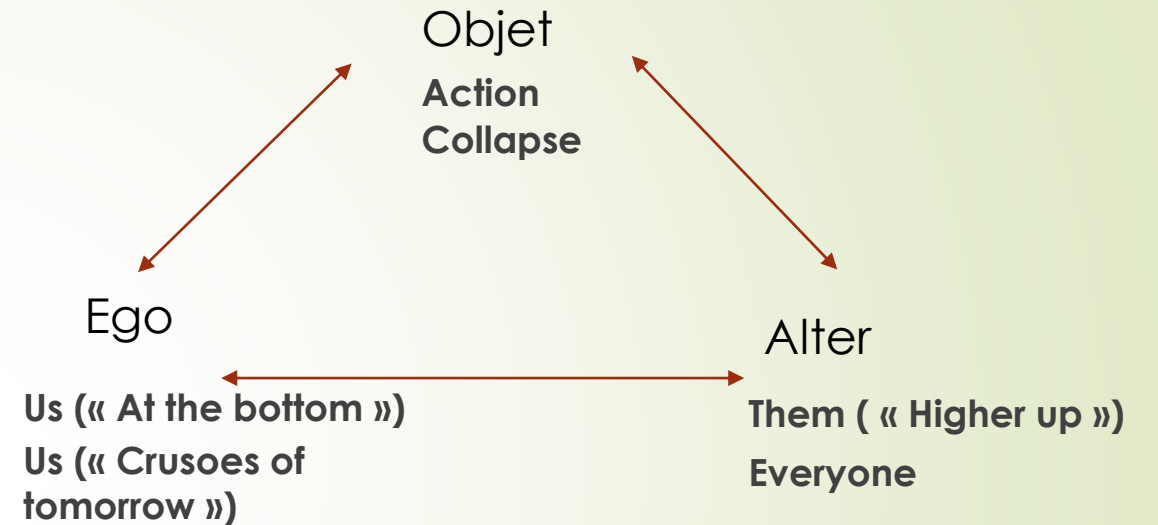 Objet
Action
Collapse
Ego
Alter
Us (« At the bottom »)
Us (« Crusoes of
tomorrow »)
Them ( « Higher up »)
Everyone